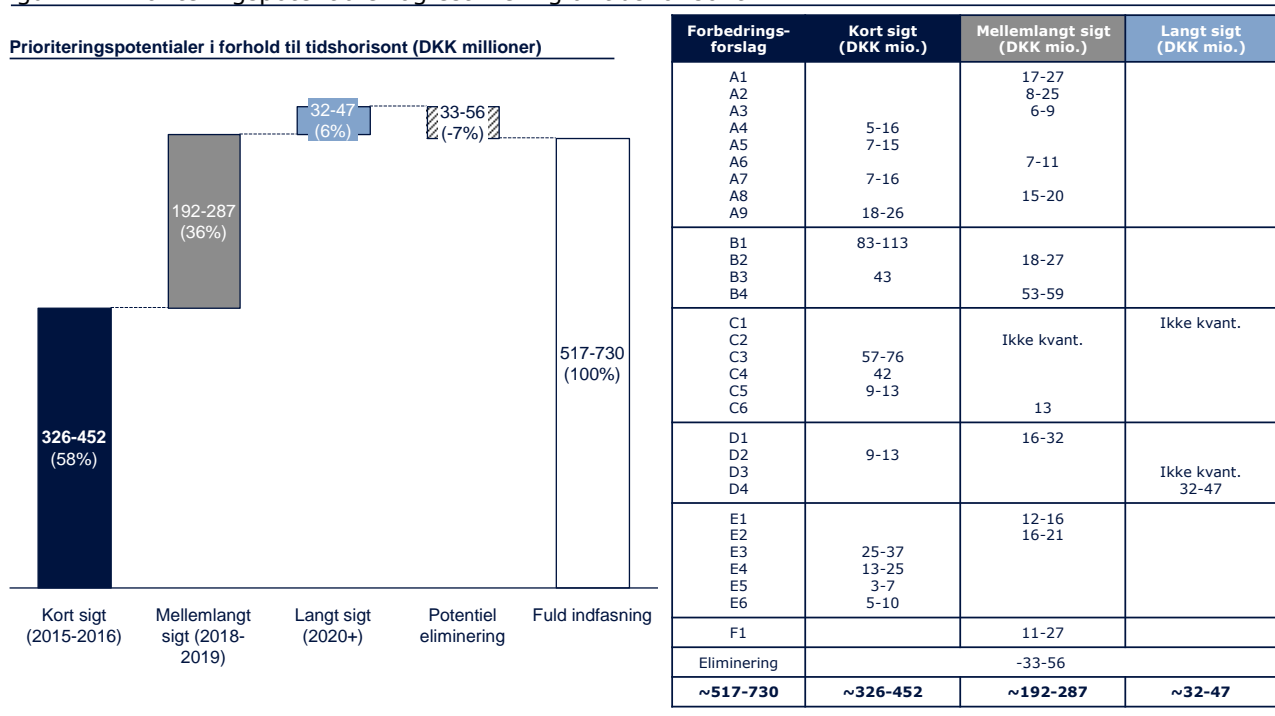 Prioriteringspotentialer i forhold til tidshorisont (DKK millioner)
326-452
(58%)
192-287
(36%)
32-47
(6%)
33-56
(-7%)
517-730
(100%)
Kort sigt
(2015-2016)
Mellemlangt
sigt (2018-
2019)
Langt sigt
(2020+)
Potentiel
eliminering
Fuld indfasning
Forbedrings-
forslag
Kort sigt
(DKK mio.)
Mellemlangt sigt
(DKK mio.)
Langt sigt
(DKK mio.)
A1 17-27
A2 8-25
A3 6-9
A4 5-16
A5 7-15
A6 7-11
A7 7-16
A8 15-20
A9 18-26
B1 83-113
B2 18-27
B3 43
B4 53-59
C1 Ikke kvant.
C2 Ikke kvant.
C3 57-76
C4 42
C5 9-13
C6 13
D1 16-32
D2 9-13
D3 Ikke kvant.
D4 32-47
E1 12-16
E2 16-21
E3 25-37
E4 13-25
E5 3-7
E6 5-10
F1 11-27
Eliminering -33-56
~517-730 ~326-452 ~192-287 ~32-47